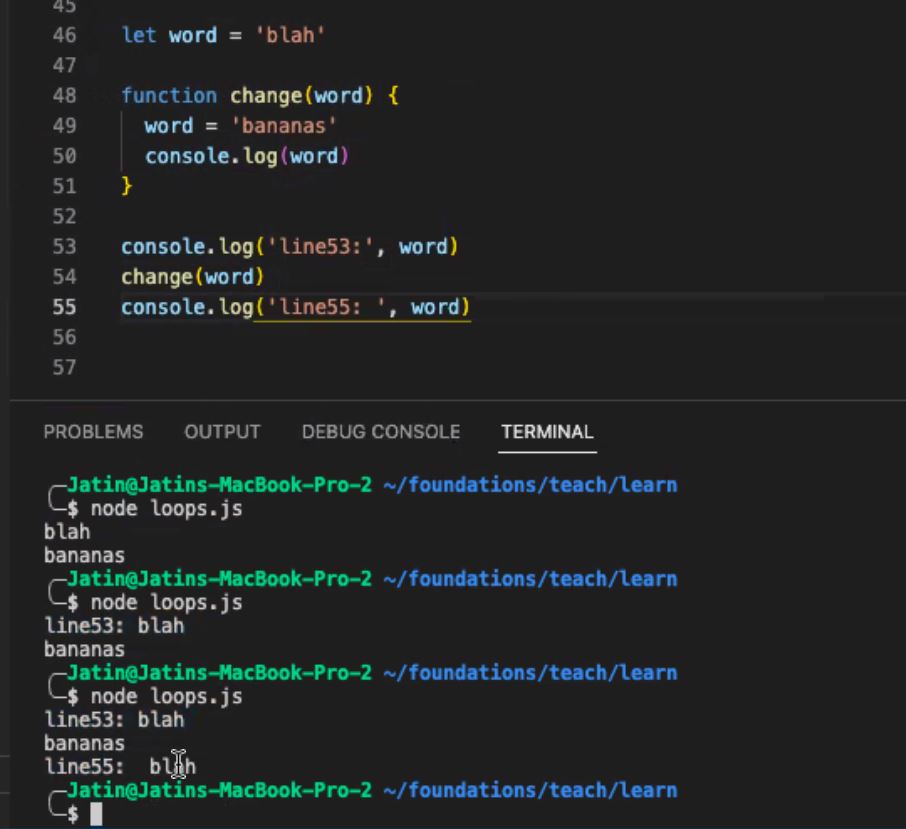 45
46 let word = 'blah'
47
48 function change(word) {
49 word = 'bananas'
50 console.log(word)
51 }
52
53 console.log('line53:', word)
54 change(word)
55 console.log('line55: ', word)
56
57
PROBLEMS OUTPUT DEBUG CONSOLE TERMINAL
Jatin@Jatins-MacBook-Pro-2 ~/foundations/teach/learn
$ node loops.js
blah
bananas
Jatin@Jatins-MacBook-Pro-2 ~/foundations/teach/learn
$ node loops.js
line53: blah
bananas
Jatin@Jatins-MacBook-Pro-2 ~/foundations/teach/learn
$ node loops.js
line53: blah
bananas
line55:  blah
Jatin@Jatins-MacBook-Pro-2 ~/foundations/teach/learn
$